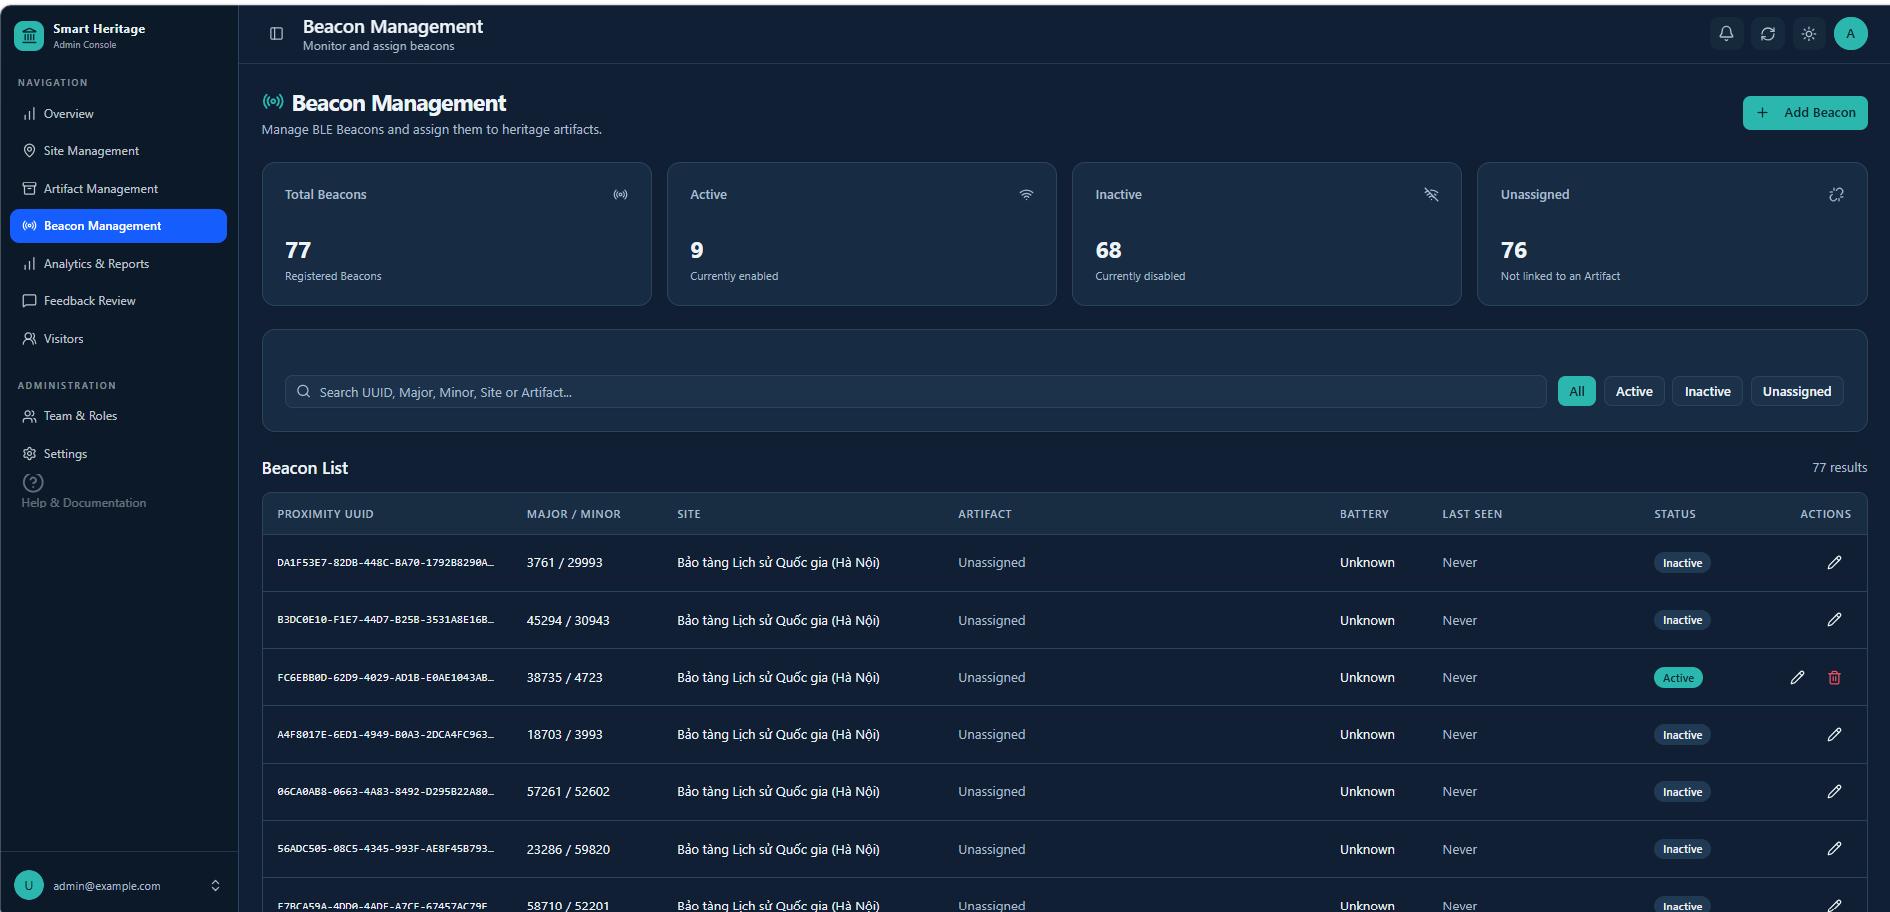 Smart Heritage
Admin Console
NAVIGATION
Overview
Site Management
Artifact Management
Beacon Management
Analytics & Reports
Feedback Review
Visitors
ADMINISTRATION
Team & Roles
Settings
Help & Documentation
U
admin@example.com
Beacon Management
Monitor and assign beacons
A
Beacon Management
Manage BLE Beacons and assign them to heritage artifacts.
+ Add Beacon
Total Beacons
77
Registered Beacons
Active
9
Currently enabled
Inactive
68
Currently disabled
Unassigned
76
Not linked to an Artifact
Search UUID, Major, Minor, Site or Artifact...
All Active Inactive Unassigned
Beacon List
77 results
PROXIMITY UUID MAJOR / MINOR SITE ARTIFACT BATTERY LAST SEEN STATUS ACTIONS
DA1F53E7-82DB-448C-BA70-1792B8290A… 3761 / 29993 Bảo tàng Lịch sử Quốc gia (Hà Nội) Unassigned Unknown Never Inactive
B3DC0E10-F1E7-44D7-B25B-3531A8E16B… 45294 / 30943 Bảo tàng Lịch sử Quốc gia (Hà Nội) Unassigned Unknown Never Inactive
FC6EBB0D-62D9-4029-AD1B-E0AE1043AB… 38735 / 4723 Bảo tàng Lịch sử Quốc gia (Hà Nội) Unassigned Unknown Never Active
A4F8017E-6ED1-4949-B0A3-2DCA4FC963… 18703 / 3993 Bảo tàng Lịch sử Quốc gia (Hà Nội) Unassigned Unknown Never Inactive
06CA0AB8-0663-4A83-8492-D295B22A80… 57261 / 52602 Bảo tàng Lịch sử Quốc gia (Hà Nội) Unassigned Unknown Never Inactive
56ADC505-08C5-4345-993F-AE8F45B793… 23286 / 59820 Bảo tàng Lịch sử Quốc gia (Hà Nội) Unassigned Unknown Never Inactive
58710 / 52201 Bảo tàng Lịch sử Quốc gia (Hà Nội) Unassigned Unknown Never Inactive